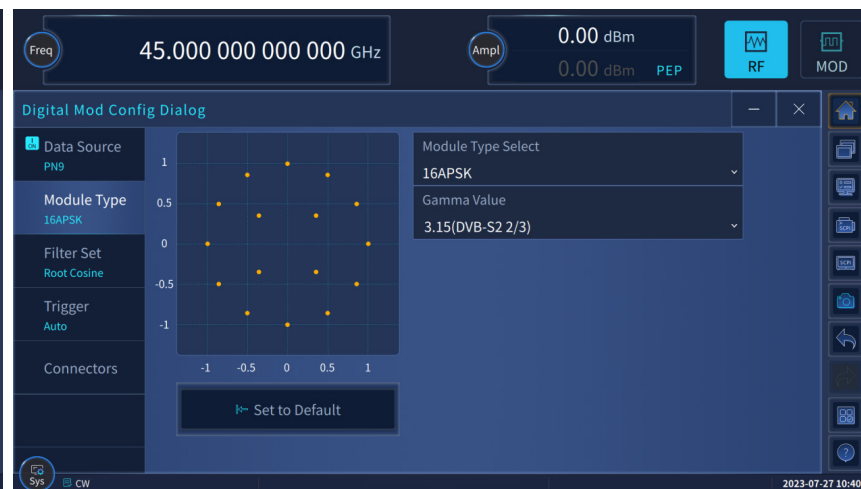 Freq
45.000 000 000 000 GHz
Ampl
0.00 dBm
0.00 dBm PEP
RF
MOD
Digital Mod Config Dialog
ON
Data Source
PN9
Module Type
16APSK
Filter Set
Root Cosine
Trigger
Auto
Connectors
1
0.5
0
-0.5
-1
-1 -0.5 0 0.5 1
Set to Default
Module Type Select
16APSK
Gamma Value
3.15(DVB-S2 2/3)
SCPI
SCPI
Sys
CW
2023-07-27 10:40